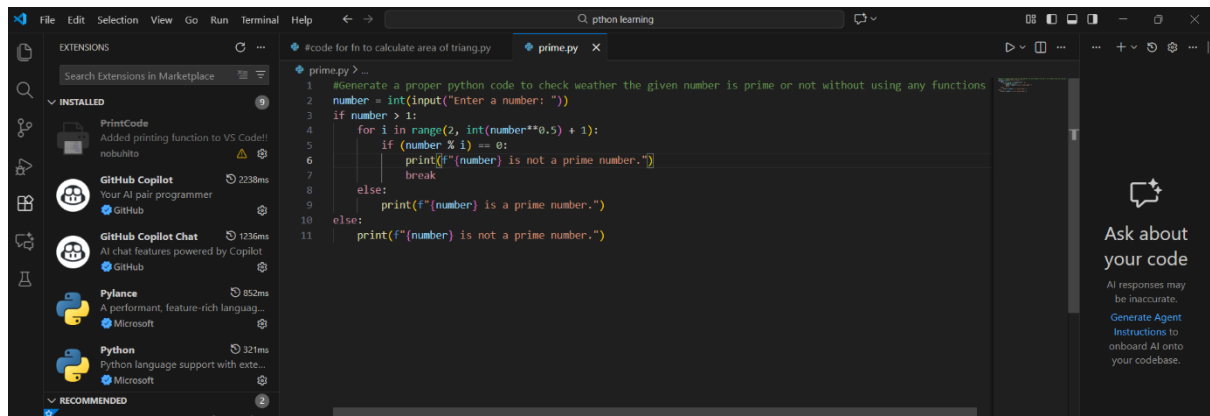 File Edit Selection View Go Run Terminal Help
pthon learning
EXTENSIONS
Search Extensions in Marketplace
INSTALLED 9
PrintCode
Added printing function to VS Code!!
nobuhito
GitHub Copilot 2238ms
Your AI pair programmer
GitHub
GitHub Copilot Chat 1236ms
AI chat features powered by Copilot
GitHub
Pylance 852ms
A performant, feature-rich languag...
Microsoft
Python 321ms
Python language support with exte...
Microsoft
RECOMMENDED 2
#code for fn to calculate area of triang.py prime.py
prime.py > ...
1 #Generate a proper python code to check weather the given number is prime or not without using any functions
2 number = int(input("Enter a number: "))
3 if number > 1:
4     for i in range(2, int(number**0.5) + 1):
5         if (number % i) == 0:
6             print(f"{number} is not a prime number.")
7             break
8     else:
9         print(f"{number} is a prime number.")
10 else:
11     print(f"{number} is not a prime number.")
Ask about
your code
AI responses may
be inaccurate.
Generate Agent
Instructions to
onboard AI onto
your codebase.